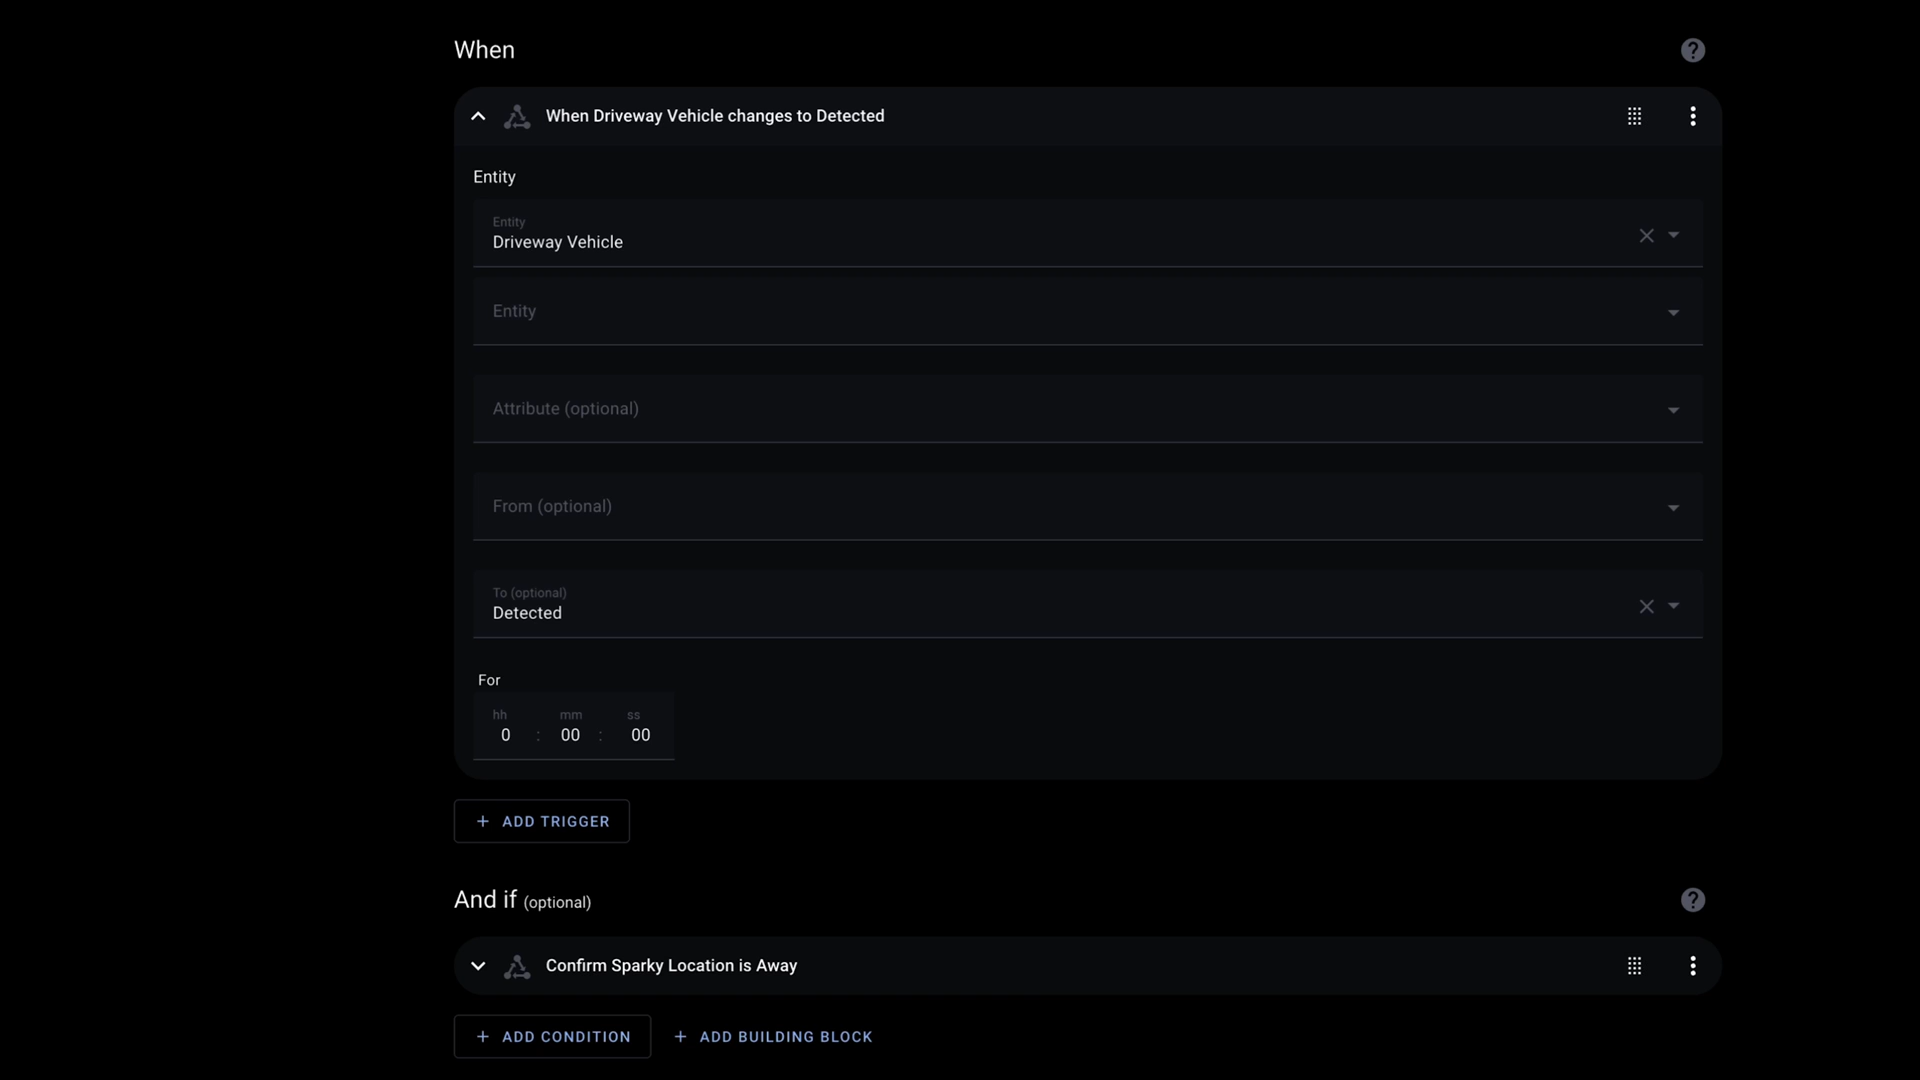 When
When Driveway Vehicle changes to Detected
Entity
Entity
Driveway Vehicle
Entity
Attribute (optional)
From (optional)
To (optional)
Detected
For
hh mm ss
0 : 00 : 00
+ ADD TRIGGER
And if (optional)
Confirm Sparky Location is Away
+ ADD CONDITION + ADD BUILDING BLOCK